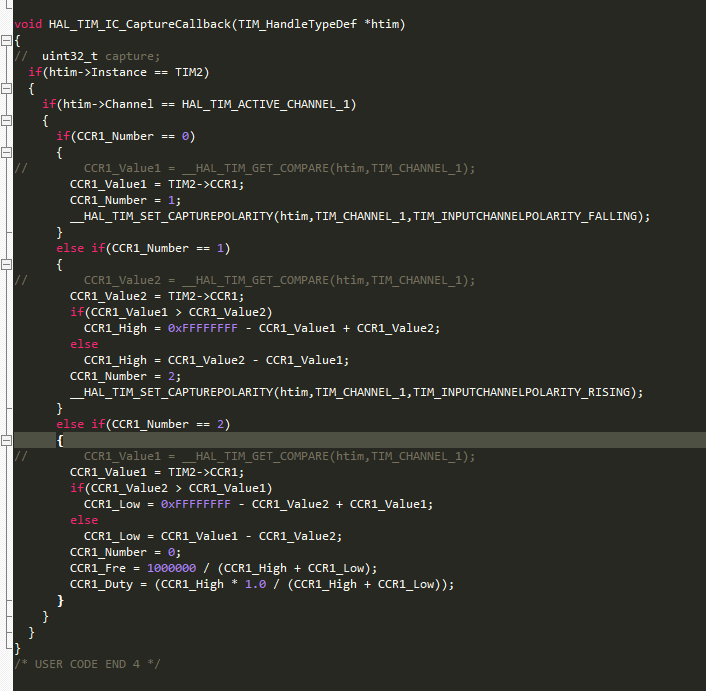 void HAL_TIM_IC_CaptureCallback(TIM_HandleTypeDef *htim)
{
//  uint32_t capture;
  if(htim->Instance == TIM2)
  {
    if(htim->Channel == HAL_TIM_ACTIVE_CHANNEL_1)
    {
      if(CCR1_Number == 0)
      {
//        CCR1_Value1 = __HAL_TIM_GET_COMPARE(htim,TIM_CHANNEL_1);
        CCR1_Value1 = TIM2->CCR1;
        CCR1_Number = 1;
        __HAL_TIM_SET_CAPTUREPOLARITY(htim,TIM_CHANNEL_1,TIM_INPUTCHANNELPOLARITY_FALLING);
      }
      else if(CCR1_Number == 1)
      {
//        CCR1_Value2 = __HAL_TIM_GET_COMPARE(htim,TIM_CHANNEL_1);
        CCR1_Value2 = TIM2->CCR1;
        if(CCR1_Value1 > CCR1_Value2)
          CCR1_High = 0xFFFFFFFF - CCR1_Value1 + CCR1_Value2;
        else
          CCR1_High = CCR1_Value2 - CCR1_Value1;
        CCR1_Number = 2;
        __HAL_TIM_SET_CAPTUREPOLARITY(htim,TIM_CHANNEL_1,TIM_INPUTCHANNELPOLARITY_RISING);
      }
      else if(CCR1_Number == 2)
      {
//        CCR1_Value1 = __HAL_TIM_GET_COMPARE(htim,TIM_CHANNEL_1);
        CCR1_Value1 = TIM2->CCR1;
        if(CCR1_Value2 > CCR1_Value1)
          CCR1_Low = 0xFFFFFFFF - CCR1_Value2 + CCR1_Value1;
        else
          CCR1_Low = CCR1_Value1 - CCR1_Value2;
        CCR1_Number = 0;
        CCR1_Fre = 1000000 / (CCR1_High + CCR1_Low);
        CCR1_Duty = (CCR1_High * 1.0 / (CCR1_High + CCR1_Low));
      }
    }
  }
}
/* USER CODE END 4 */